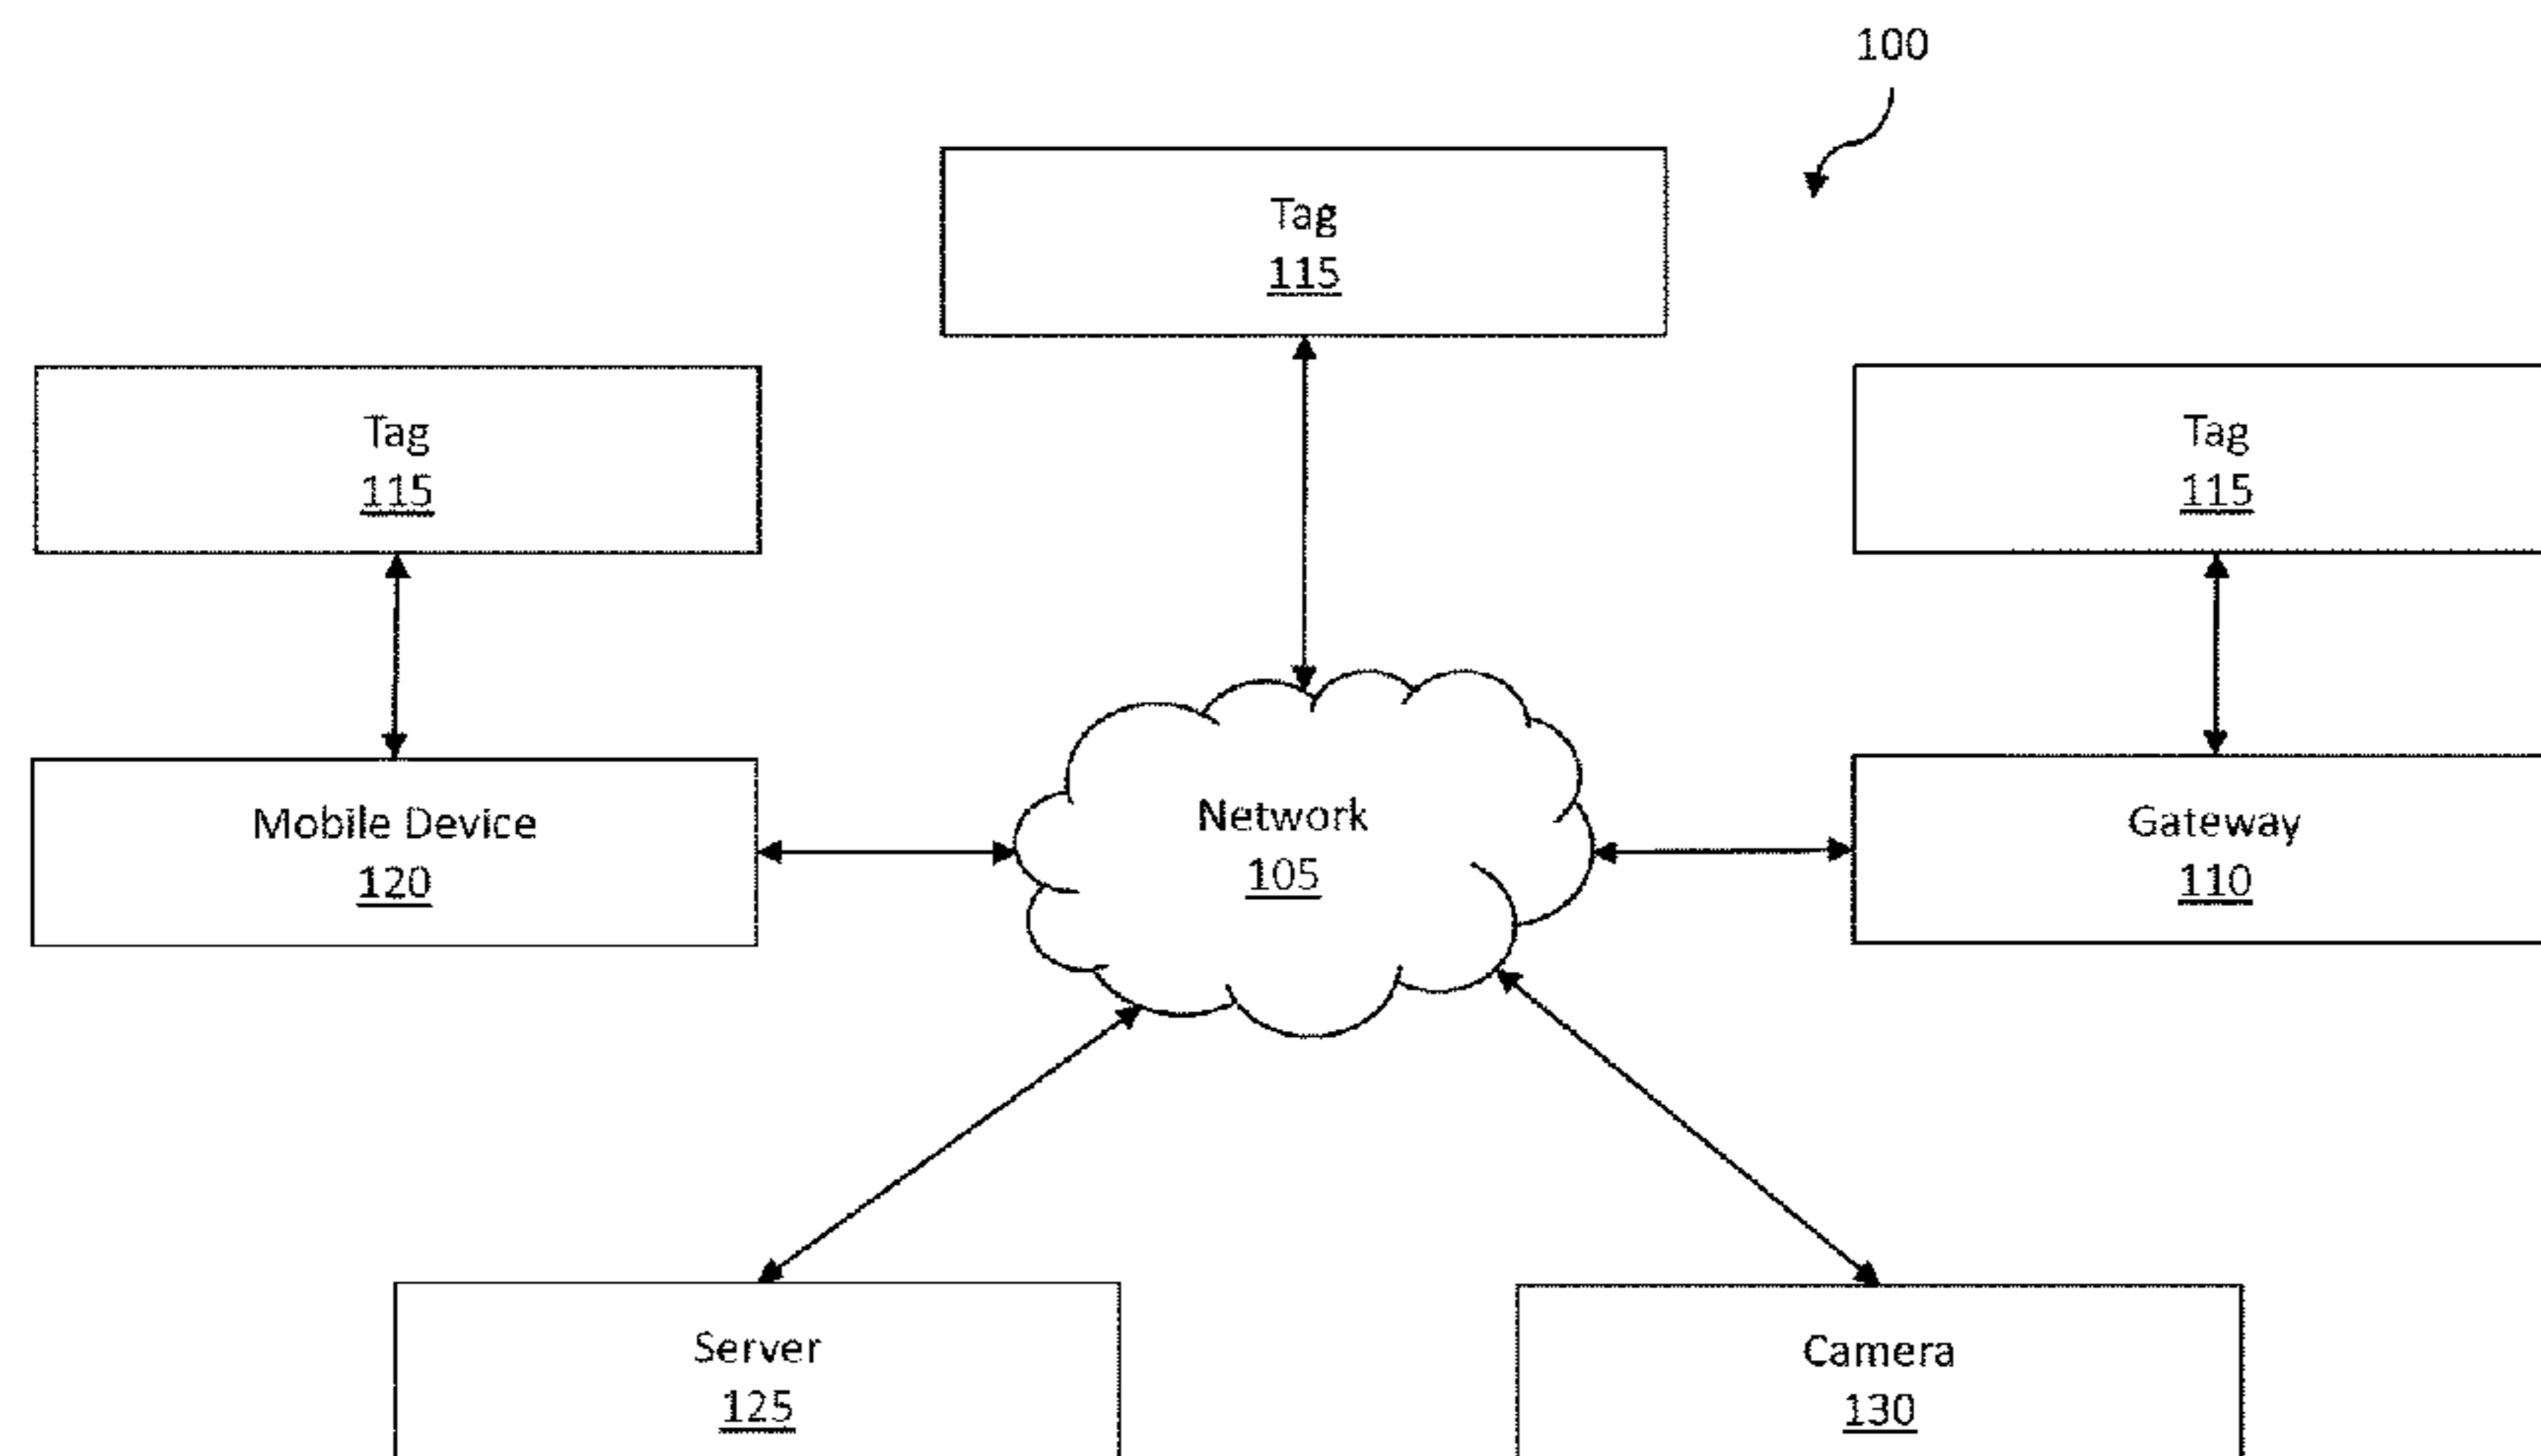 100
Tag
115
Tag
115
Tag
115
Mobile Device
120
Network
105
Gateway
110
Server
125
Camera
130